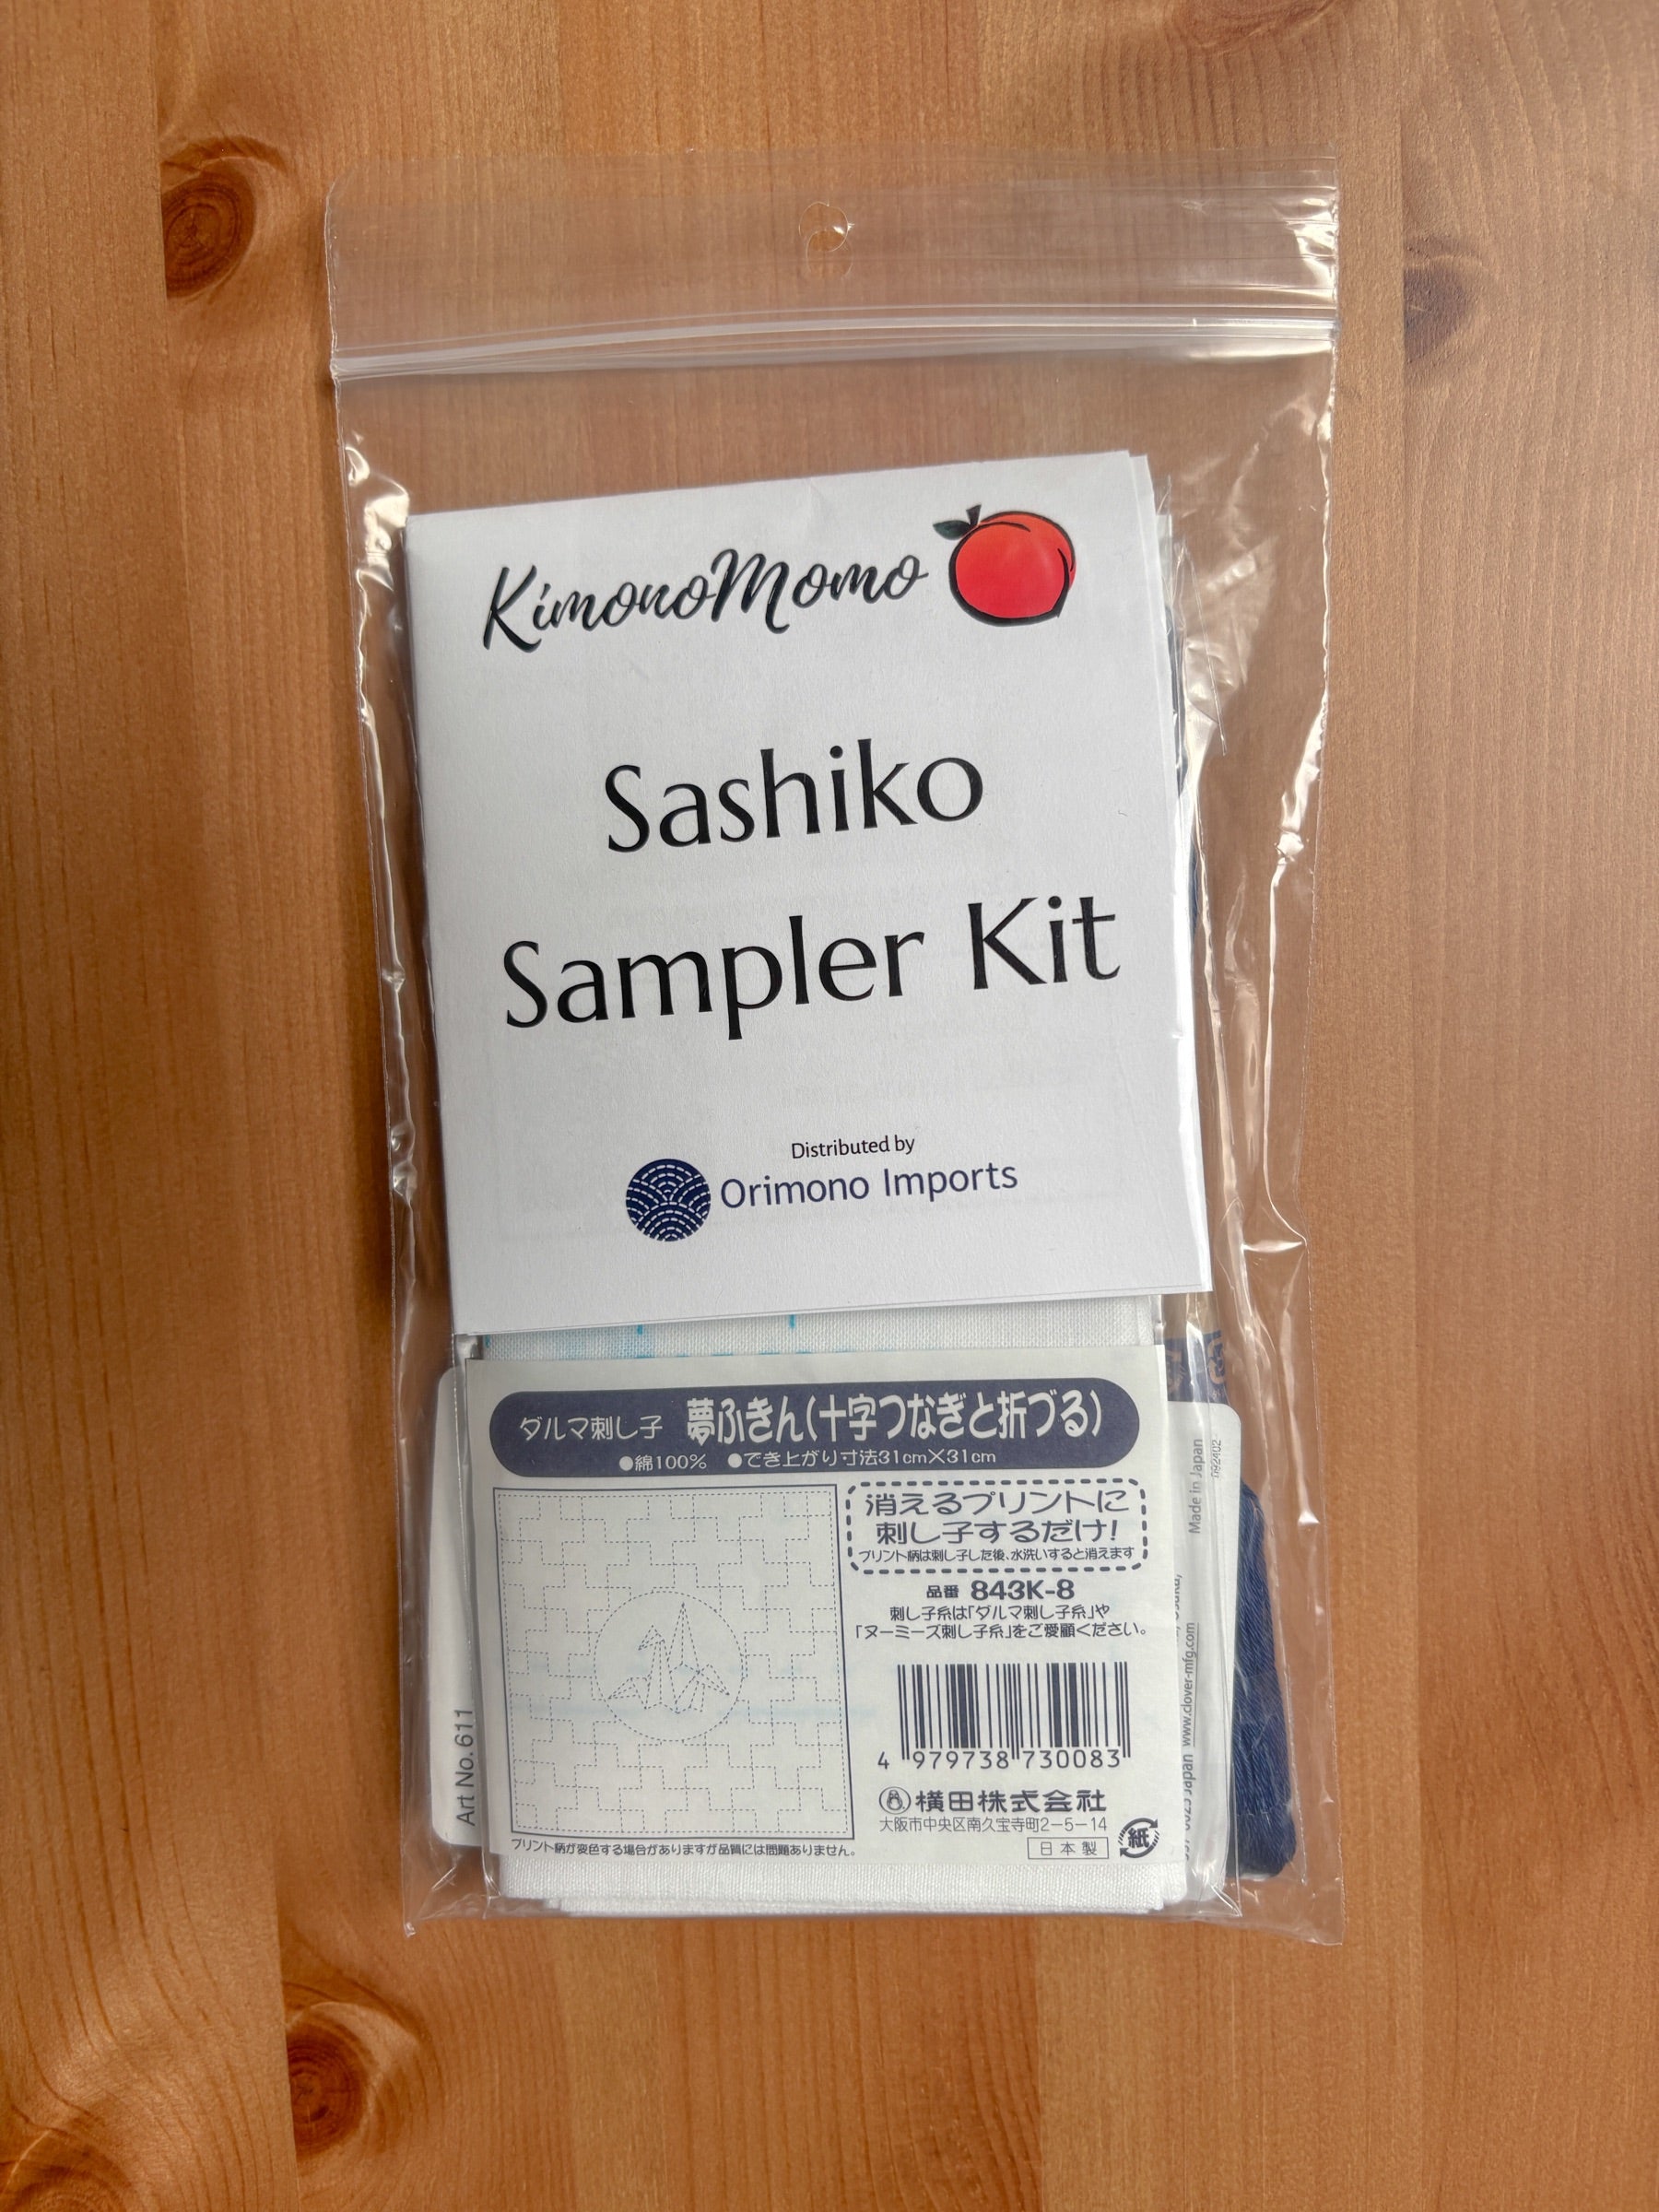 KimonoMomo
Sashiko
Sampler Kit
Distributed by
Orimono Imports
ダルマ刺し子 夢ふきん(十字つなぎと折づる)
●綿100% ●でき上がり寸法31cm×31cm
消えるプリントに
刺し子するだけ!
プリント柄は刺し子した後、水洗いすると消えます
品番 843K-8
刺し子糸は「ダルマ刺し子糸」や
「ヌーミーズ刺し子糸」をご愛顧ください。
4 979738 730083
横田株式会社
大阪市中央区南久宝寺町2-5-14
日本製
紙
プリント柄が変色する場合がありますが品質には問題ありません。
Art No. 611
Made in Japan
092402
www.clover-mfg.com
Japan